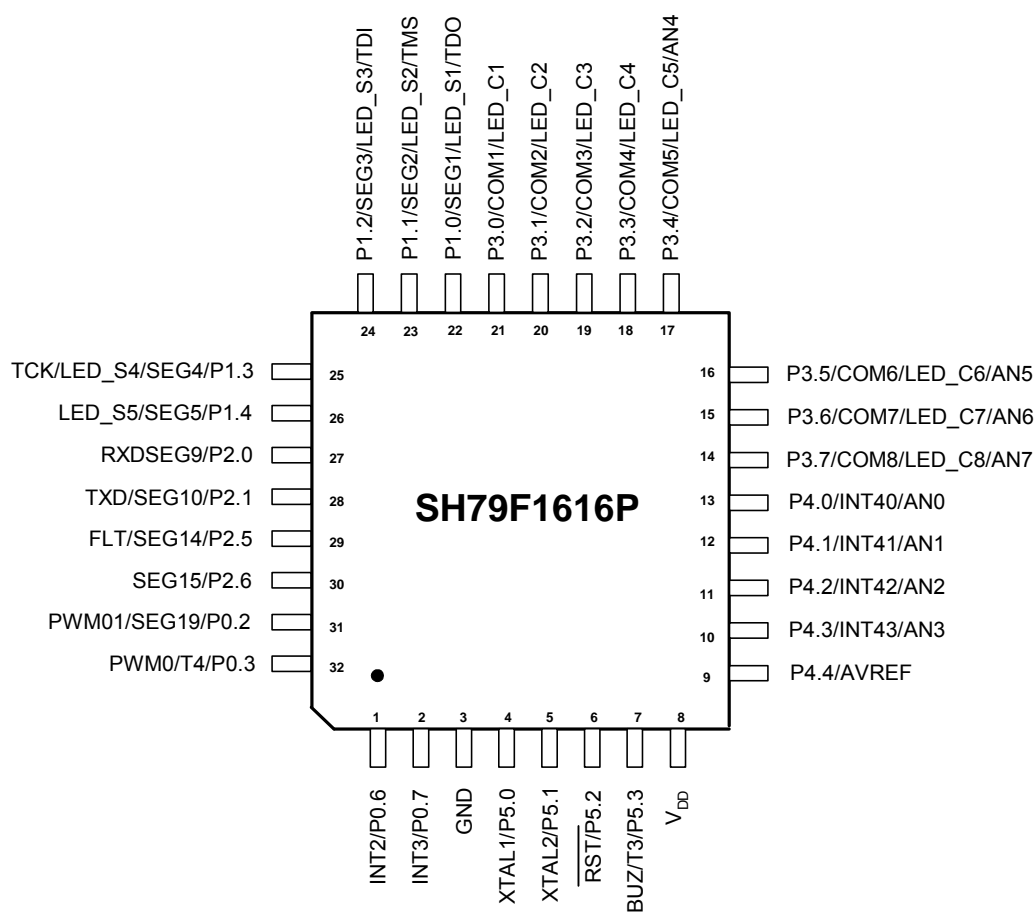 P1.2/SEG3/LED_S3/TDI
P1.1/SEG2/LED_S2/TMS
P1.0/SEG1/LED_S1/TDO
P3.0/COM1/LED_C1
P3.1/COM2/LED_C2
P3.2/COM3/LED_C3
P3.3/COM4/LED_C4
P3.4/COM5/LED_C5/AN4
24
23
22
21
20
19
18
17
TCK/LED_S4/SEG4/P1.3
25
LED_S5/SEG5/P1.4
26
RXDSEG9/P2.0
27
TXD/SEG10/P2.1
28
FLT/SEG14/P2.5
29
SEG15/P2.6
30
PWM01/SEG19/P0.2
31
PWM0/T4/P0.3
32
SH79F1616P
16
P3.5/COM6/LED_C6/AN5
15
P3.6/COM7/LED_C7/AN6
14
P3.7/COM8/LED_C8/AN7
13
P4.0/INT40/AN0
12
P4.1/INT41/AN1
11
P4.2/INT42/AN2
10
P4.3/INT43/AN3
9
P4.4/AVREF
1
2
3
4
5
6
7
8
INT2/P0.6
INT3/P0.7
GND
XTAL1/P5.0
XTAL2/P5.1
RST/P5.2
BUZ/T3/P5.3
VDD